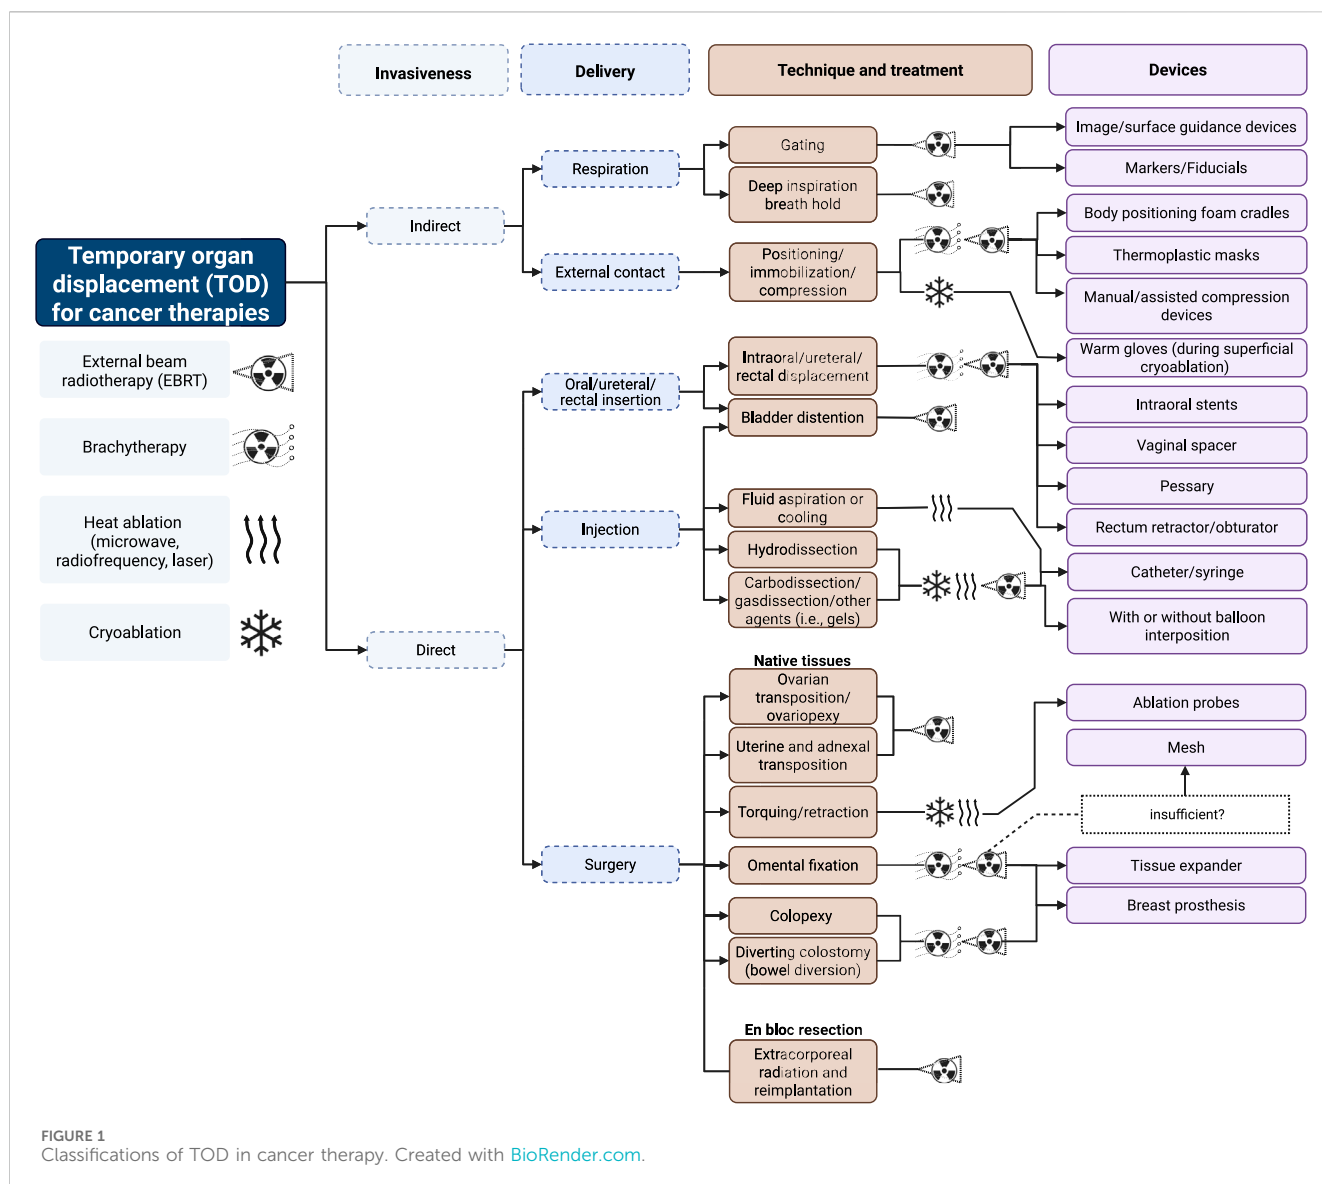 Invasiveness
Delivery
Technique and treatment
Devices
Temporary organ
displacement (TOD)
for cancer therapies
External beam
radiotherapy (EBRT)
Brachytherapy
Heat ablation
(microwave,
radiofrequency, laser)
Cryoablation
Indirect
Direct
Respiration
External contact
Oral/ureteral/
rectal insertion
Injection
Surgery
Gating
Deep inspiration
breath hold
Positioning/
immobilization/
compression
Intraoral/ureteral/
rectal displacement
Bladder distention
Fluid aspiration or
cooling
Hydrodissection
Carbodissection/
gasdissection/other
agents (i.e., gels)
Native tissues
Ovarian
transposition/
ovariopexy
Uterine and adnexal
transposition
Torquing/retraction
Omental fixation
Colopexy
Diverting colostomy
(bowel diversion)
En bloc resection
Extracorporeal
radiation and
reimplantation
Image/surface guidance devices
Markers/Fiducials
Body positioning foam cradles
Thermoplastic masks
Manual/assisted compression
devices
Warm gloves (during superficial
cryoablation)
Intraoral stents
Vaginal spacer
Pessary
Rectum retractor/obturator
Catheter/syringe
With or without balloon
interposition
Ablation probes
Mesh
insufficient?
Tissue expander
Breast prosthesis
FIGURE 1
Classifications of TOD in cancer therapy. Created with BioRender.com.